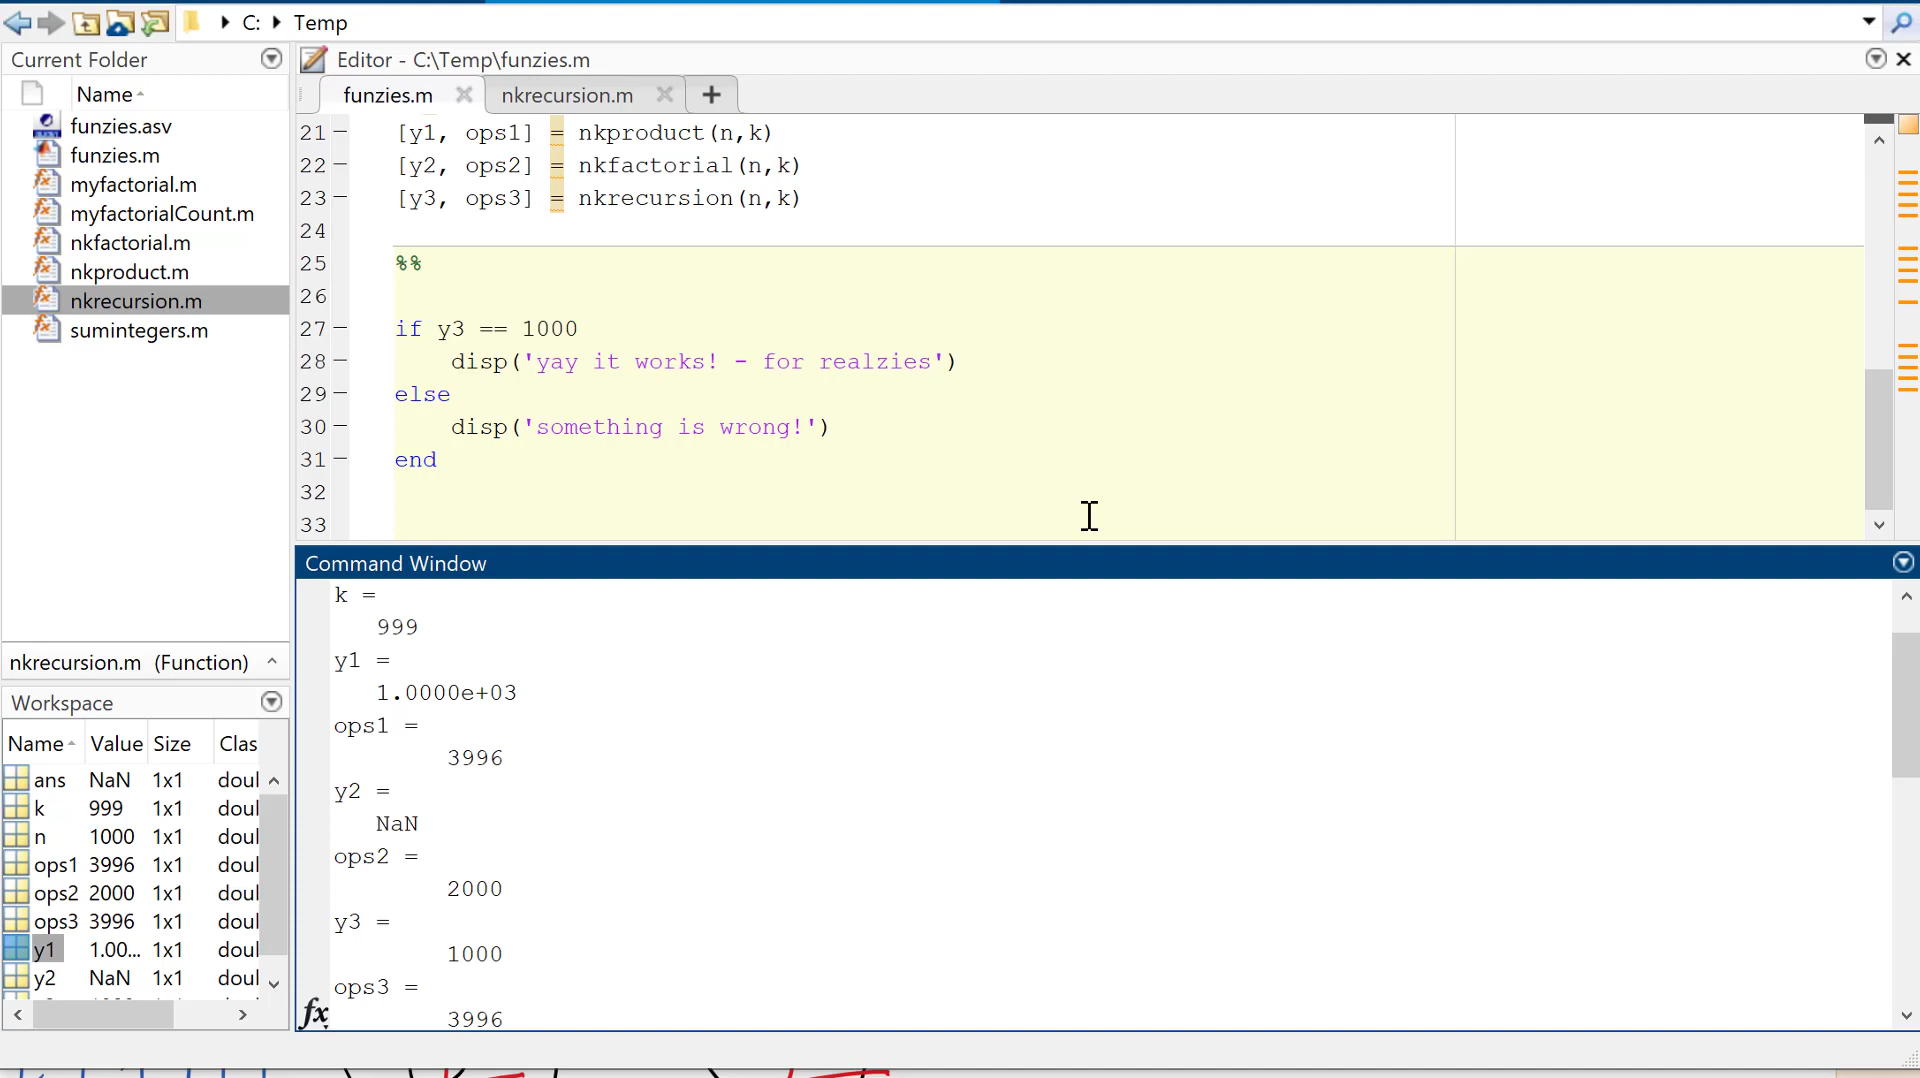 C: Temp
Current Folder
Name
funzies.asv
funzies.m
myfactorial.m
myfactorialCount.m
nkfactorial.m
nkproduct.m
nkrecursion.m
sumintegers.m
nkrecursion.m (Function)
Workspace
Name Value Size Clas
ans NaN 1x1 doul
k 999 1x1 doul
n 1000 1x1 doul
ops1 3996 1x1 doul
ops2 2000 1x1 doul
ops3 3996 1x1 doul
y1 1.00... 1x1 doul
y2 NaN 1x1 doul
Editor - C:\Temp\funzies.m
funzies.m nkrecursion.m
21 [y1, ops1] = nkproduct(n,k)
22 [y2, ops2] = nkfactorial(n,k)
23 [y3, ops3] = nkrecursion(n,k)
24
25 %%
26
27 if y3 == 1000
28 disp('yay it works! - for realzies')
29 else
30 disp('something is wrong!')
31 end
32
33
Command Window
k =
999
y1 =
1.0000e+03
ops1 =
3996
y2 =
NaN
ops2 =
2000
y3 =
1000
ops3 =
3996
fx